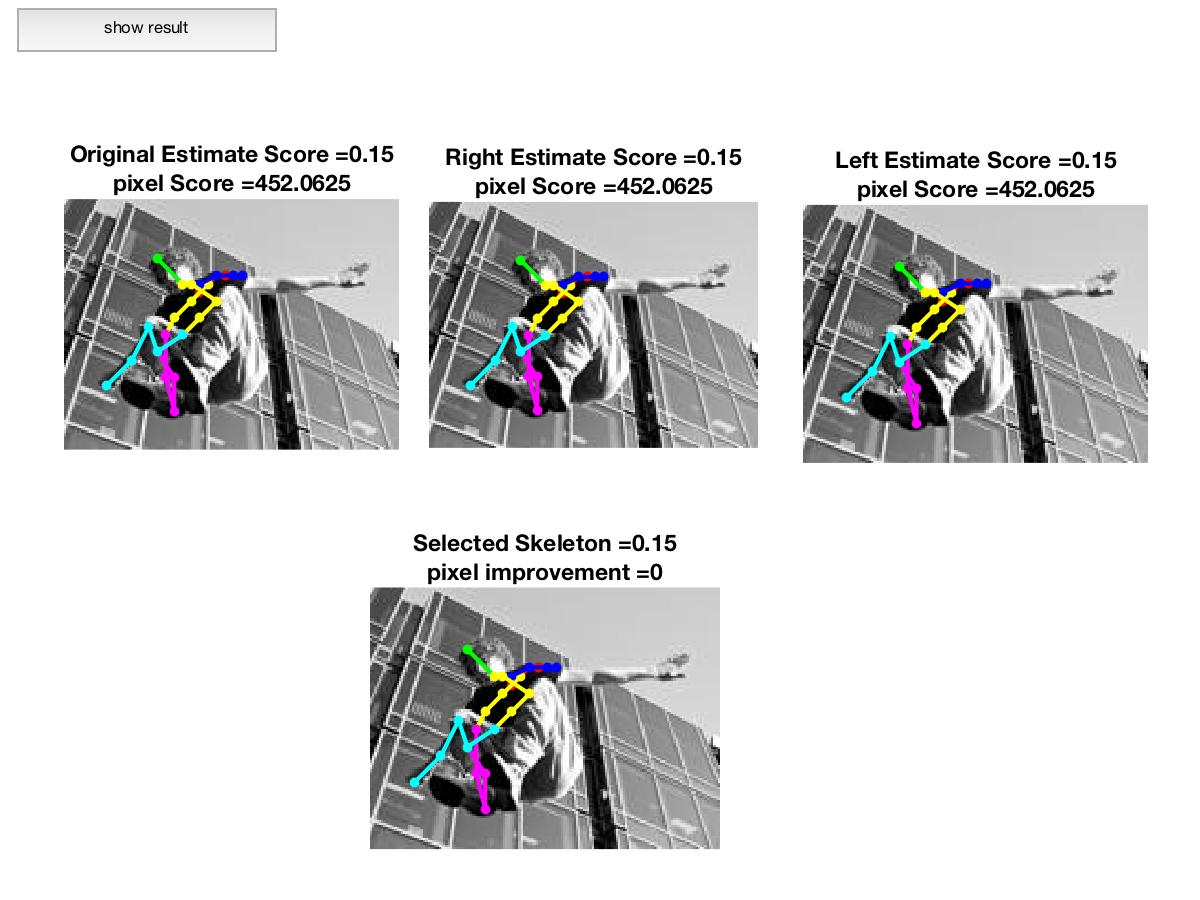 show result
Original Estimate Score =0.15
pixel Score =452.0625
Right Estimate Score =0.15
pixel Score =452.0625
Left Estimate Score =0.15
pixel Score =452.0625
Selected Skeleton =0.15
pixel improvement =0